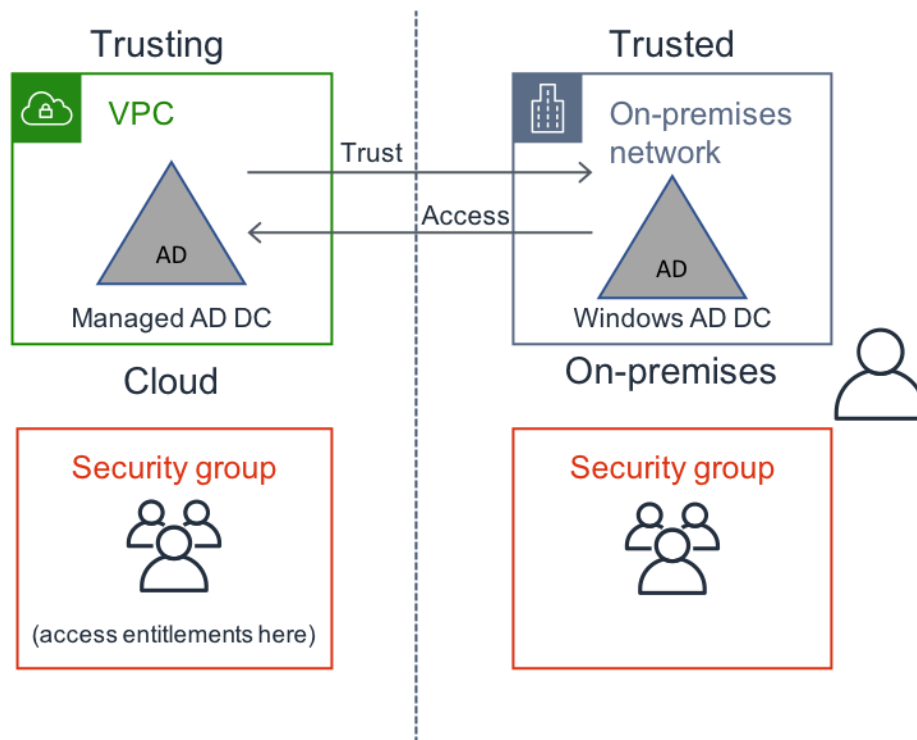 Trusting
Trusted
VPC
On-premises
network
Trust
Access
AD
AD
Managed AD DC
Windows AD DC
Cloud
On-premises
Security group
Security group
(access entitlements here)